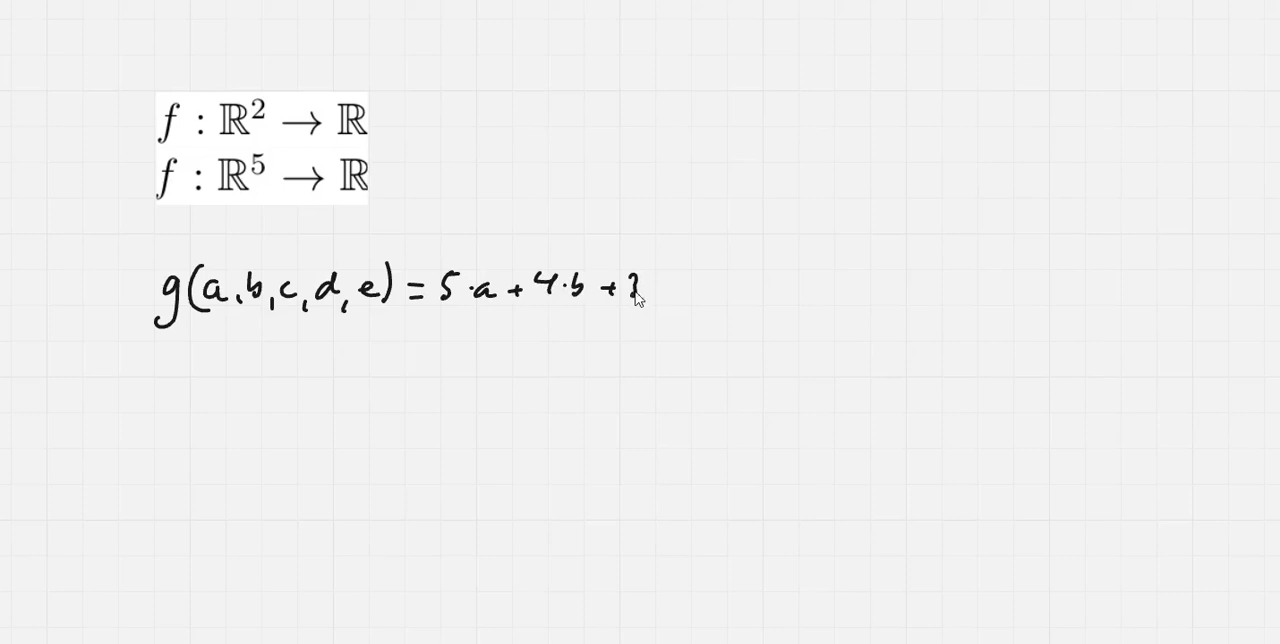 f : ℝ² → ℝ
f : ℝ⁵ → ℝ
g(a,b,c,d,e) = 5·a + 4·b +